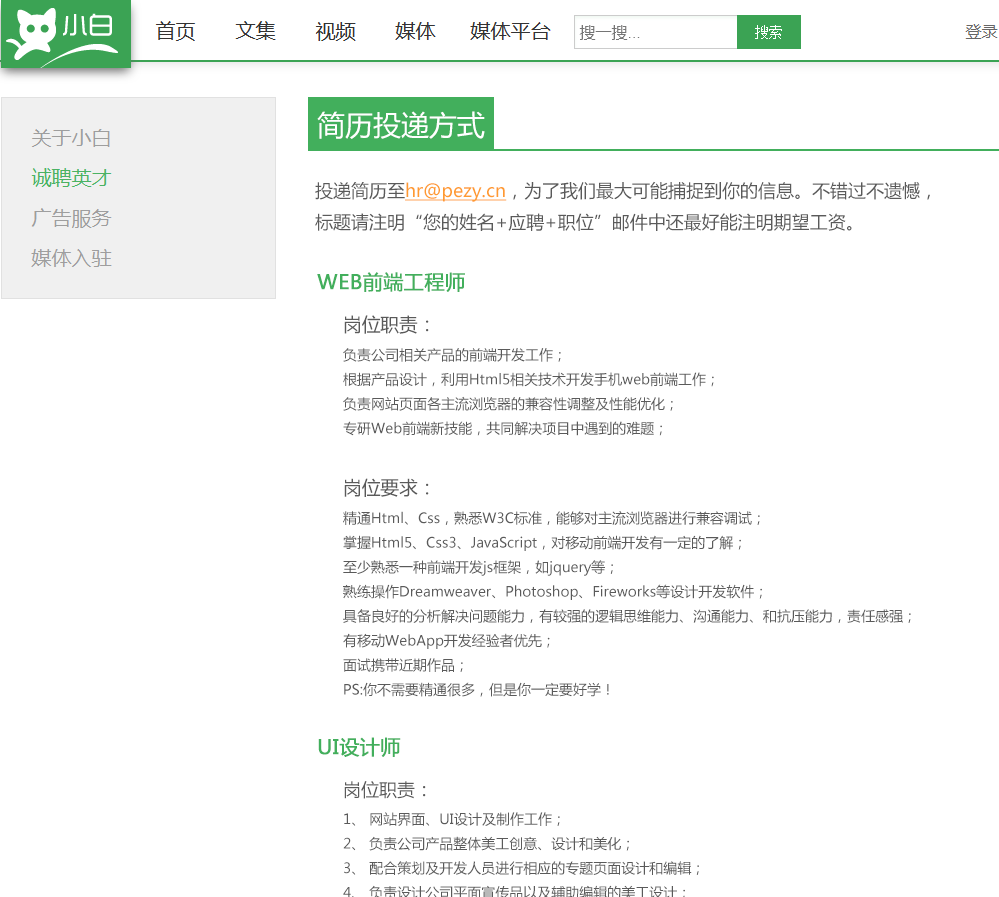 小白
首页 文集 视频 媒体 媒体平台 搜一搜... 搜索 登录
关于小白
诚聘英才
广告服务
媒体入驻
简历投递方式
投递简历至hr@pezy.cn，为了我们最大可能捕捉到你的信息。不错过不遗憾，
标题请注明“您的姓名+应聘+职位”邮件中还最好能注明期望工资。
WEB前端工程师
岗位职责：
负责公司相关产品的前端开发工作；
根据产品设计，利用Html5相关技术开发手机web前端工作；
负责网站页面各主流浏览器的兼容性调整及性能优化；
专研Web前端新技能，共同解决项目中遇到的难题；
岗位要求：
精通Html、Css，熟悉W3C标准，能够对主流浏览器进行兼容调试；
掌握Html5、Css3、JavaScript，对移动前端开发有一定的了解；
至少熟悉一种前端开发js框架，如jquery等；
熟练操作Dreamweaver、Photoshop、Fireworks等设计开发软件；
具备良好的分析解决问题能力，有较强的逻辑思维能力、沟通能力、和抗压能力，责任感强；
有移动WebApp开发经验者优先；
面试携带近期作品；
PS:你不需要精通很多，但是你一定要好学！
UI设计师
岗位职责：
1、 网站界面、UI设计及制作工作；
2、 负责公司产品整体美工创意、设计和美化；
3、 配合策划及开发人员进行相应的专题页面设计和编辑；
4、 负责设计公司平面宣传品以及辅助编辑的美工设计；